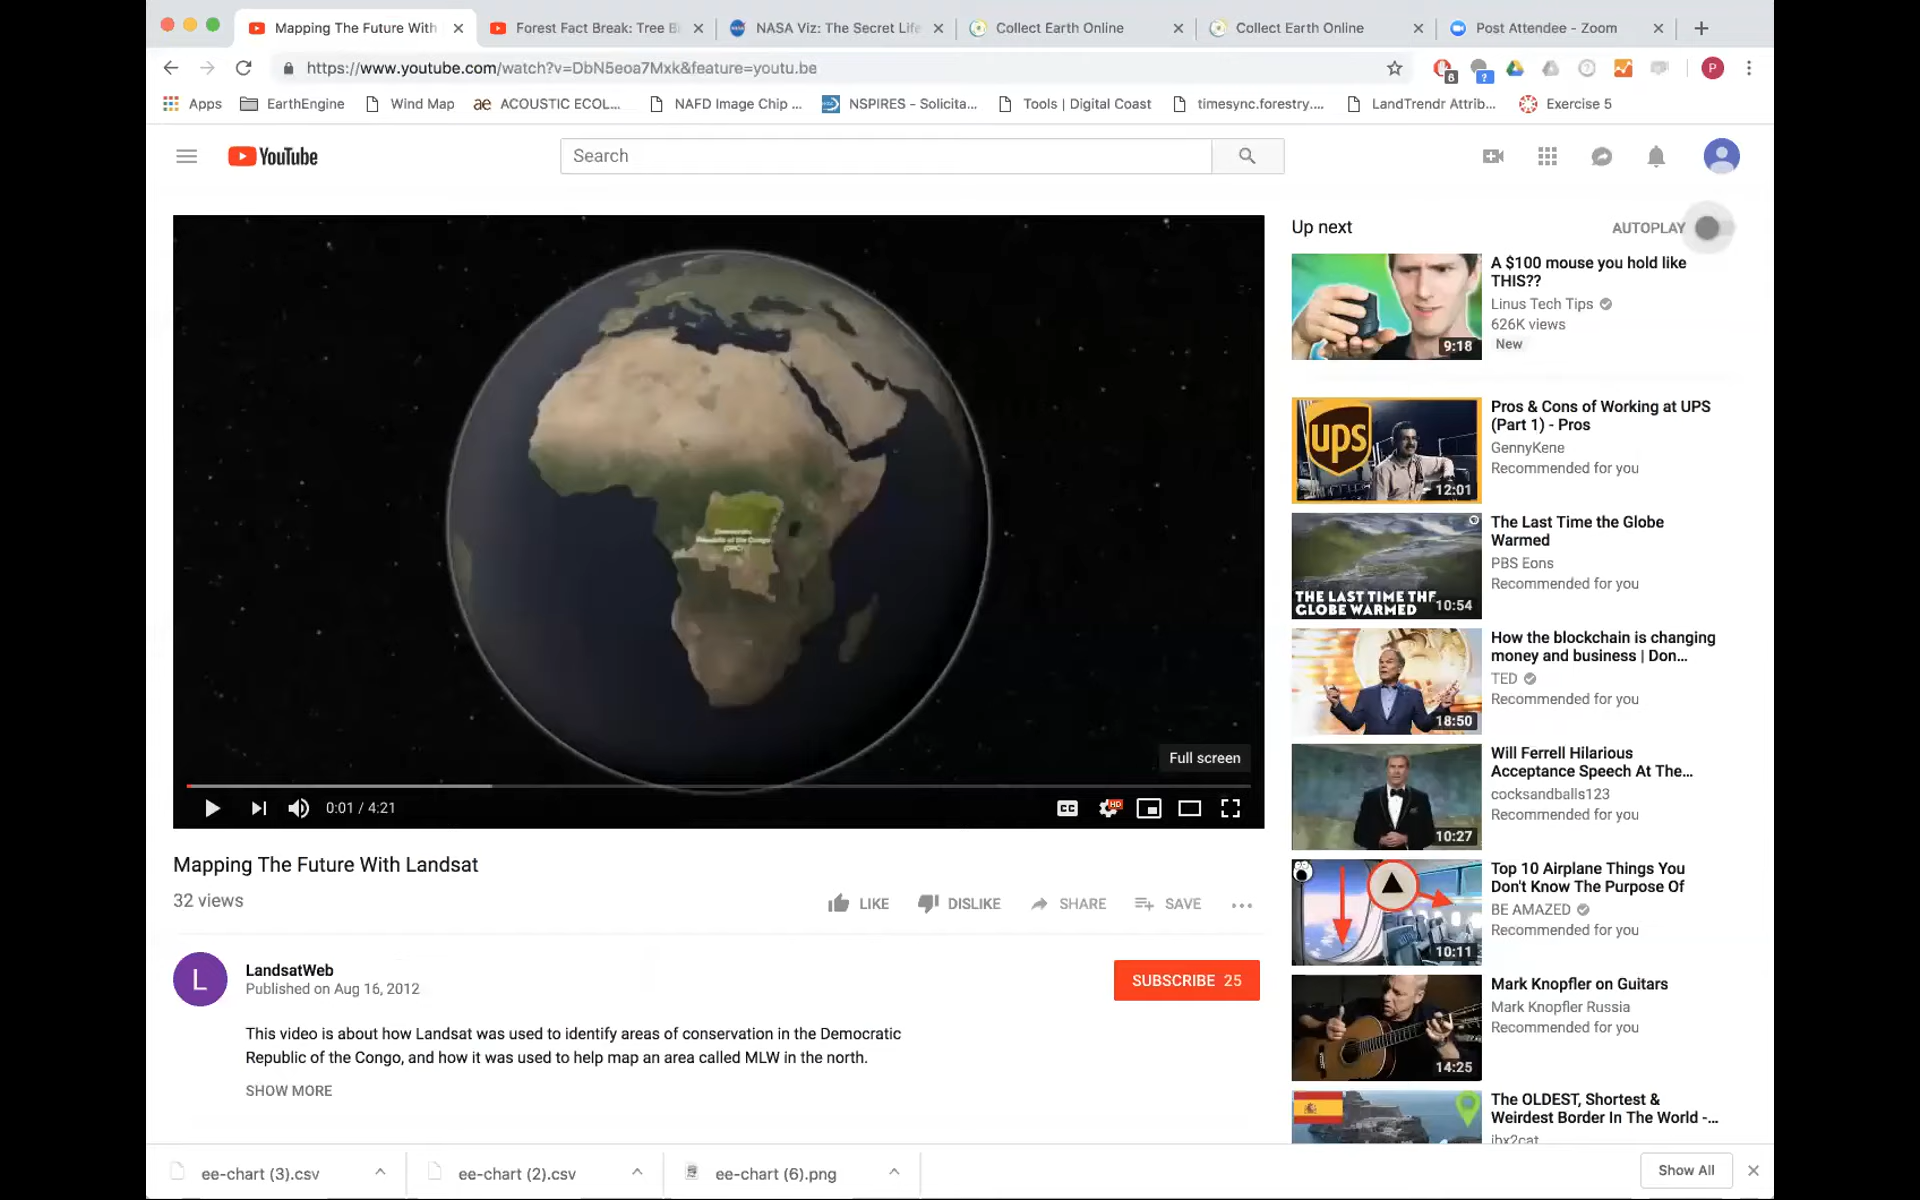 Mapping The Future With
Forest Fact Break: Tree B
NASA Viz: The Secret Life
Collect Earth Online
Collect Earth Online
Post Attendee - Zoom
https://www.youtube.com/watch?v=DbN5eoa7Mxk&feature=youtu.be
6
?
P
Apps
EarthEngine
Wind Map
ae ACOUSTIC ECOL...
NAFD Image Chip ...
NSPIRES - Solicita...
Tools | Digital Coast
timesync.forestry....
LandTrendr Attrib...
Exercise 5
YouTube
Search
Democratic
Republic of the Congo
(DRC)
Full screen
0:01 / 4:21
CC
HD
Mapping The Future With Landsat
32 views
LIKE
DISLIKE
SHARE
SAVE
L
LandsatWeb
Published on Aug 16, 2012
SUBSCRIBE 25
This video is about how Landsat was used to identify areas of conservation in the Democratic
Republic of the Congo, and how it was used to help map an area called MLW in the north.
SHOW MORE
Up next
AUTOPLAY
9:18
A $100 mouse you hold like
THIS??
Linus Tech Tips
626K views
New
ups
12:01
Pros & Cons of Working at UPS
(Part 1) - Pros
GennyKene
Recommended for you
THE LAST TIME THE
GLOBE WARMED
10:54
The Last Time the Globe
Warmed
PBS Eons
Recommended for you
18:50
How the blockchain is changing
money and business | Don...
TED
Recommended for you
10:27
Will Ferrell Hilarious
Acceptance Speech At The...
cocksandballs123
Recommended for you
10:11
Top 10 Airplane Things You
Don't Know The Purpose Of
BE AMAZED
Recommended for you
14:25
Mark Knopfler on Guitars
Mark Knopfler Russia
Recommended for you
The OLDEST, Shortest &
Weirdest Border In The World -...
ibx2cat
ee-chart (3).csv
ee-chart (2).csv
ee-chart (6).png
Show All